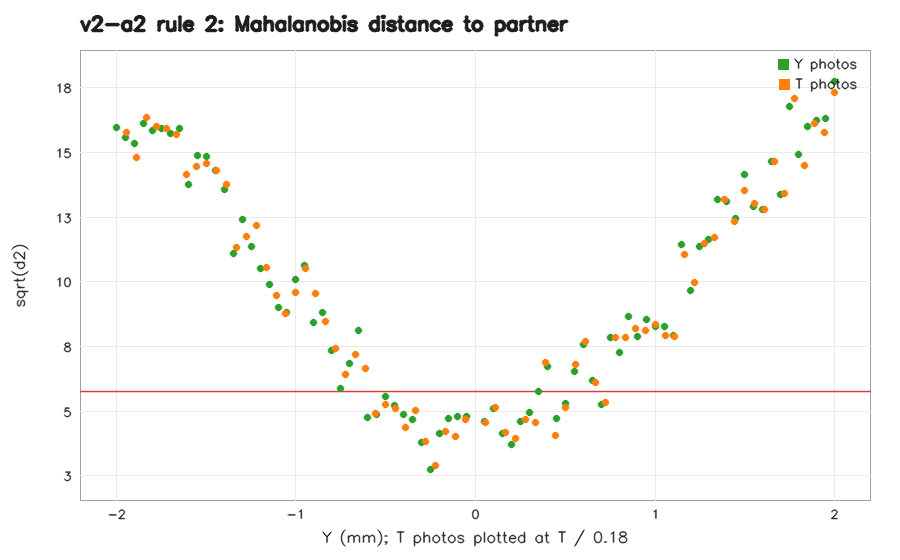 v2-a2 rule 2: Mahalanobis distance to partner
Y photos
T photos
18
15
13
10
8
5
3
sqrt(d2)
-2
-1
0
1
2
Y (mm); T photos plotted at T / 0.18